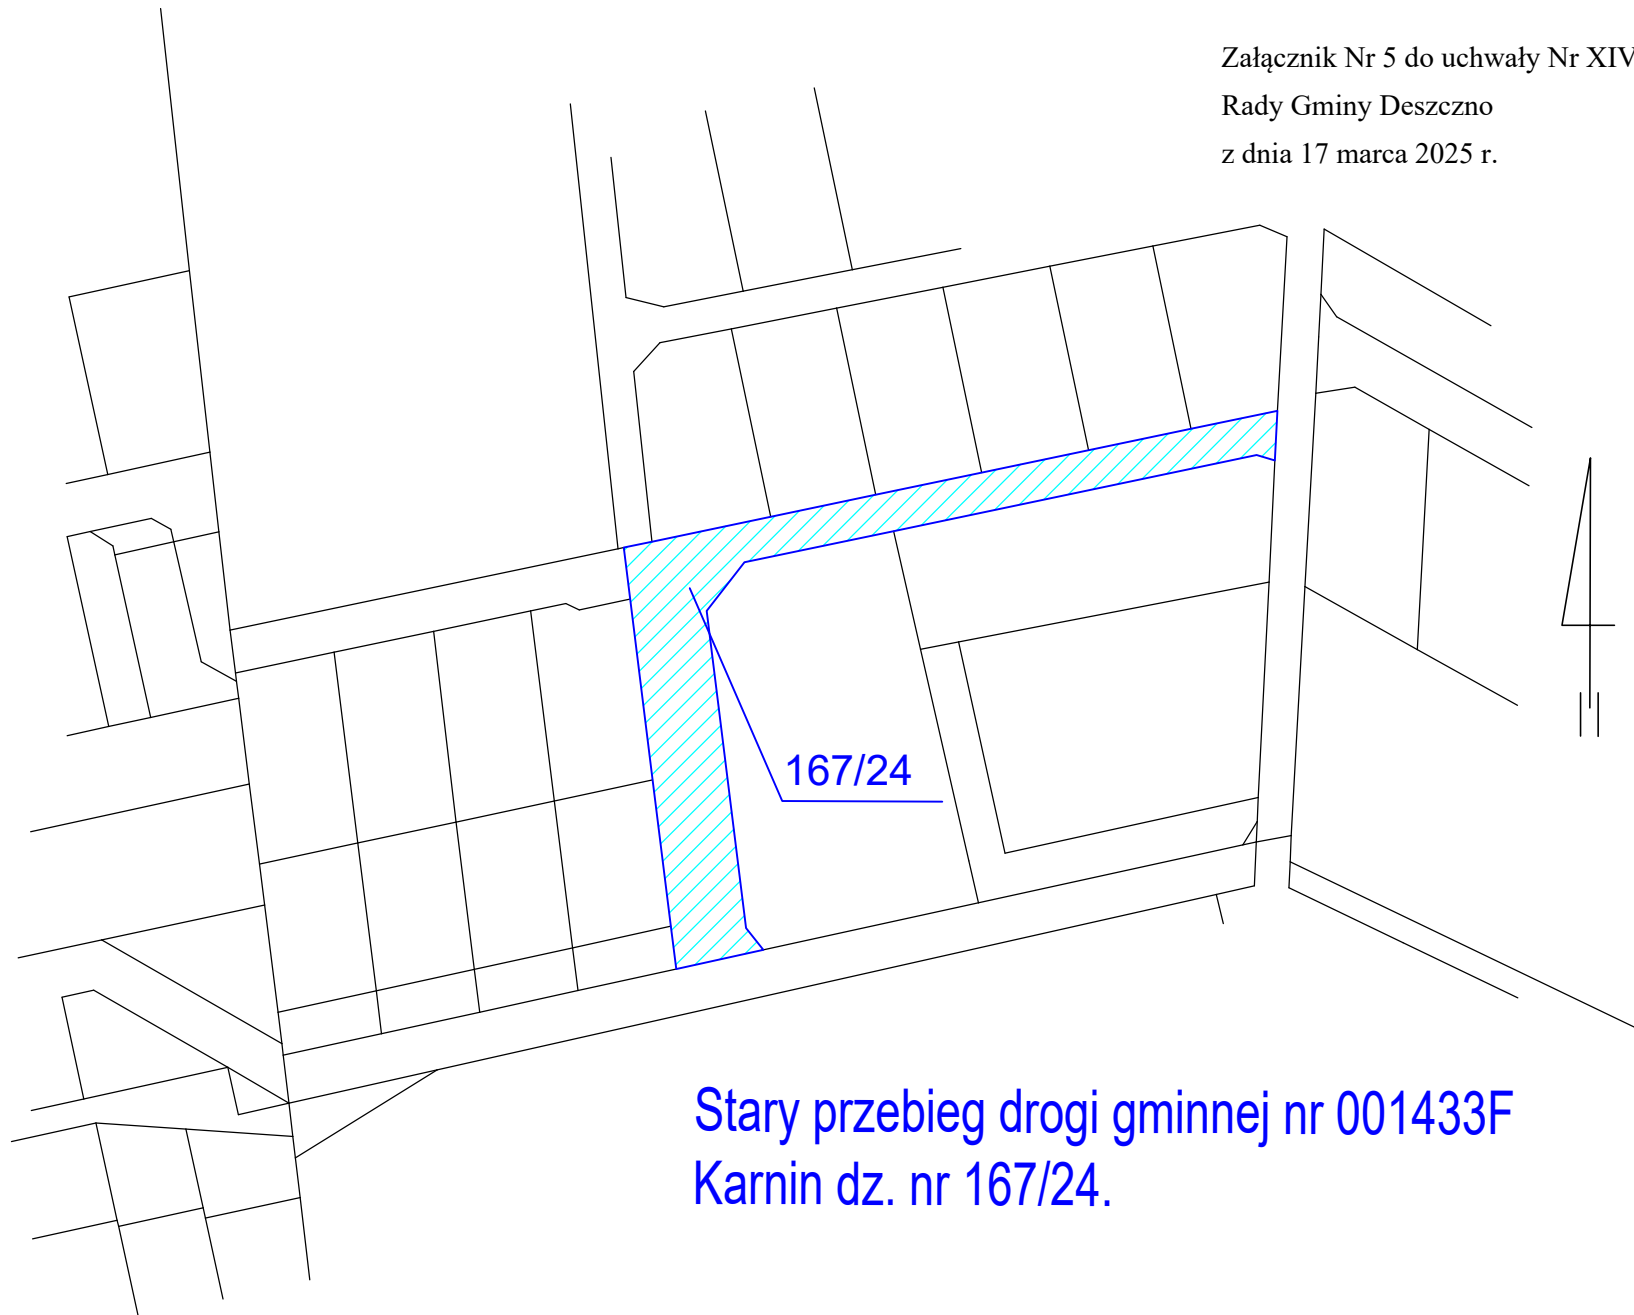 Załącznik Nr 5 do uchwały Nr XIV
Rady Gminy Deszczno
z dnia 17 marca 2025 r.
167/24
Stary przebieg drogi gminnej nr 001433F
Karnin dz. nr 167/24.